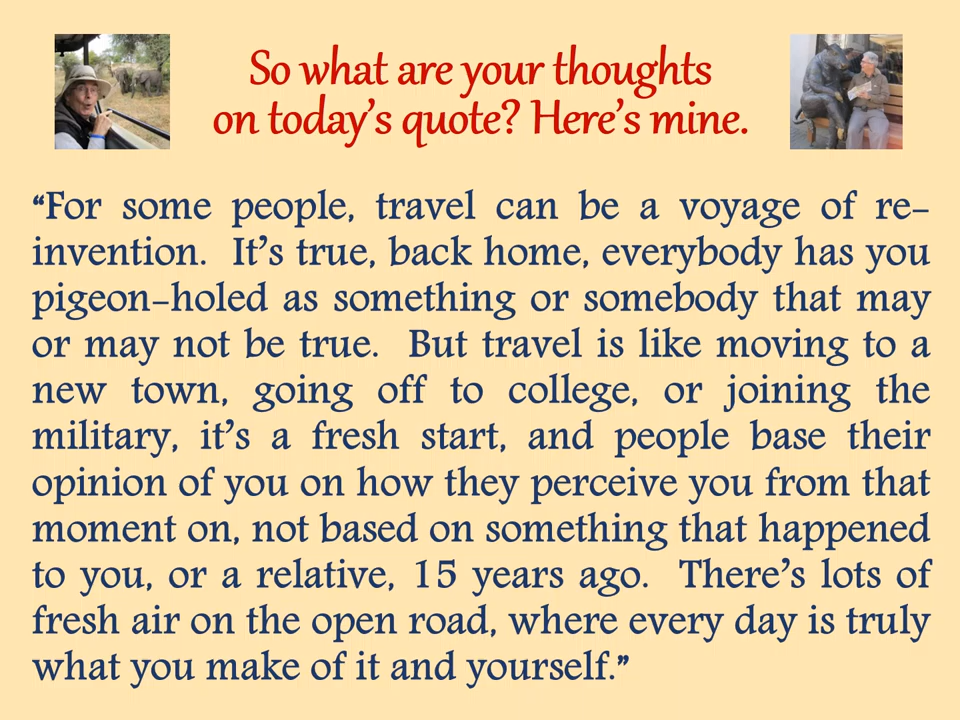 So what are your thoughts
on today's quote? Here's mine.
“For some people, travel can be a voyage of re-
invention. It's true, back home, everybody has you
pigeon-holed as something or somebody that may
or may not be true. But travel is like moving to a
new town, going off to college, or joining the
military, it's a fresh start, and people base their
opinion of you on how they perceive you from that
moment on, not based on something that happened
to you, or a relative, 15 years ago. There's lots of
fresh air on the open road, where every day is truly
what you make of it and yourself.”